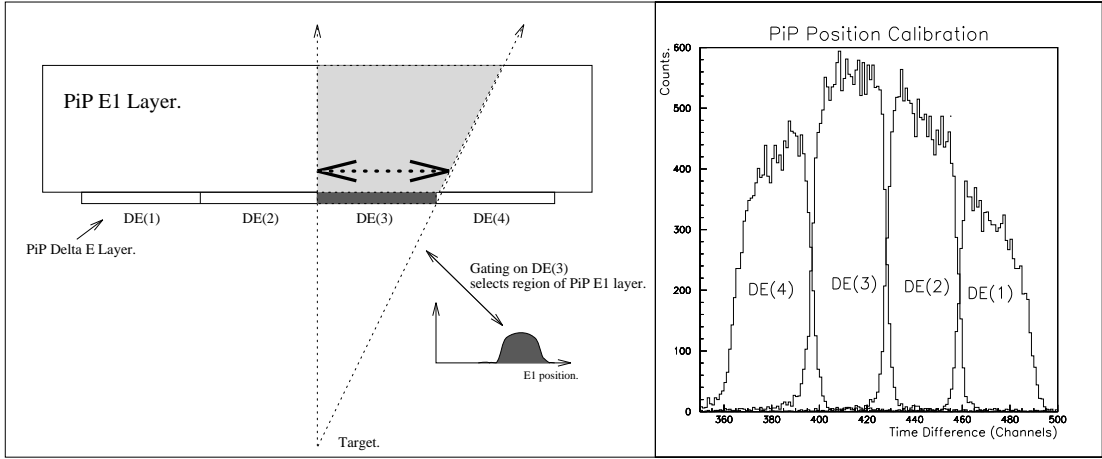 PiP E1 Layer.
DE(1)
DE(2)
DE(3)
DE(4)
PiP Delta E Layer.
Gating on DE(3)
selects region of PiP E1 layer.
E1 position.
Target.
PiP Position Calibration
Counts.
600
500
400
300
200
100
0
DE(4)
DE(3)
DE(2)
DE(1)
360
380
400
420
440
460
480
500
Time Difference (Channels)